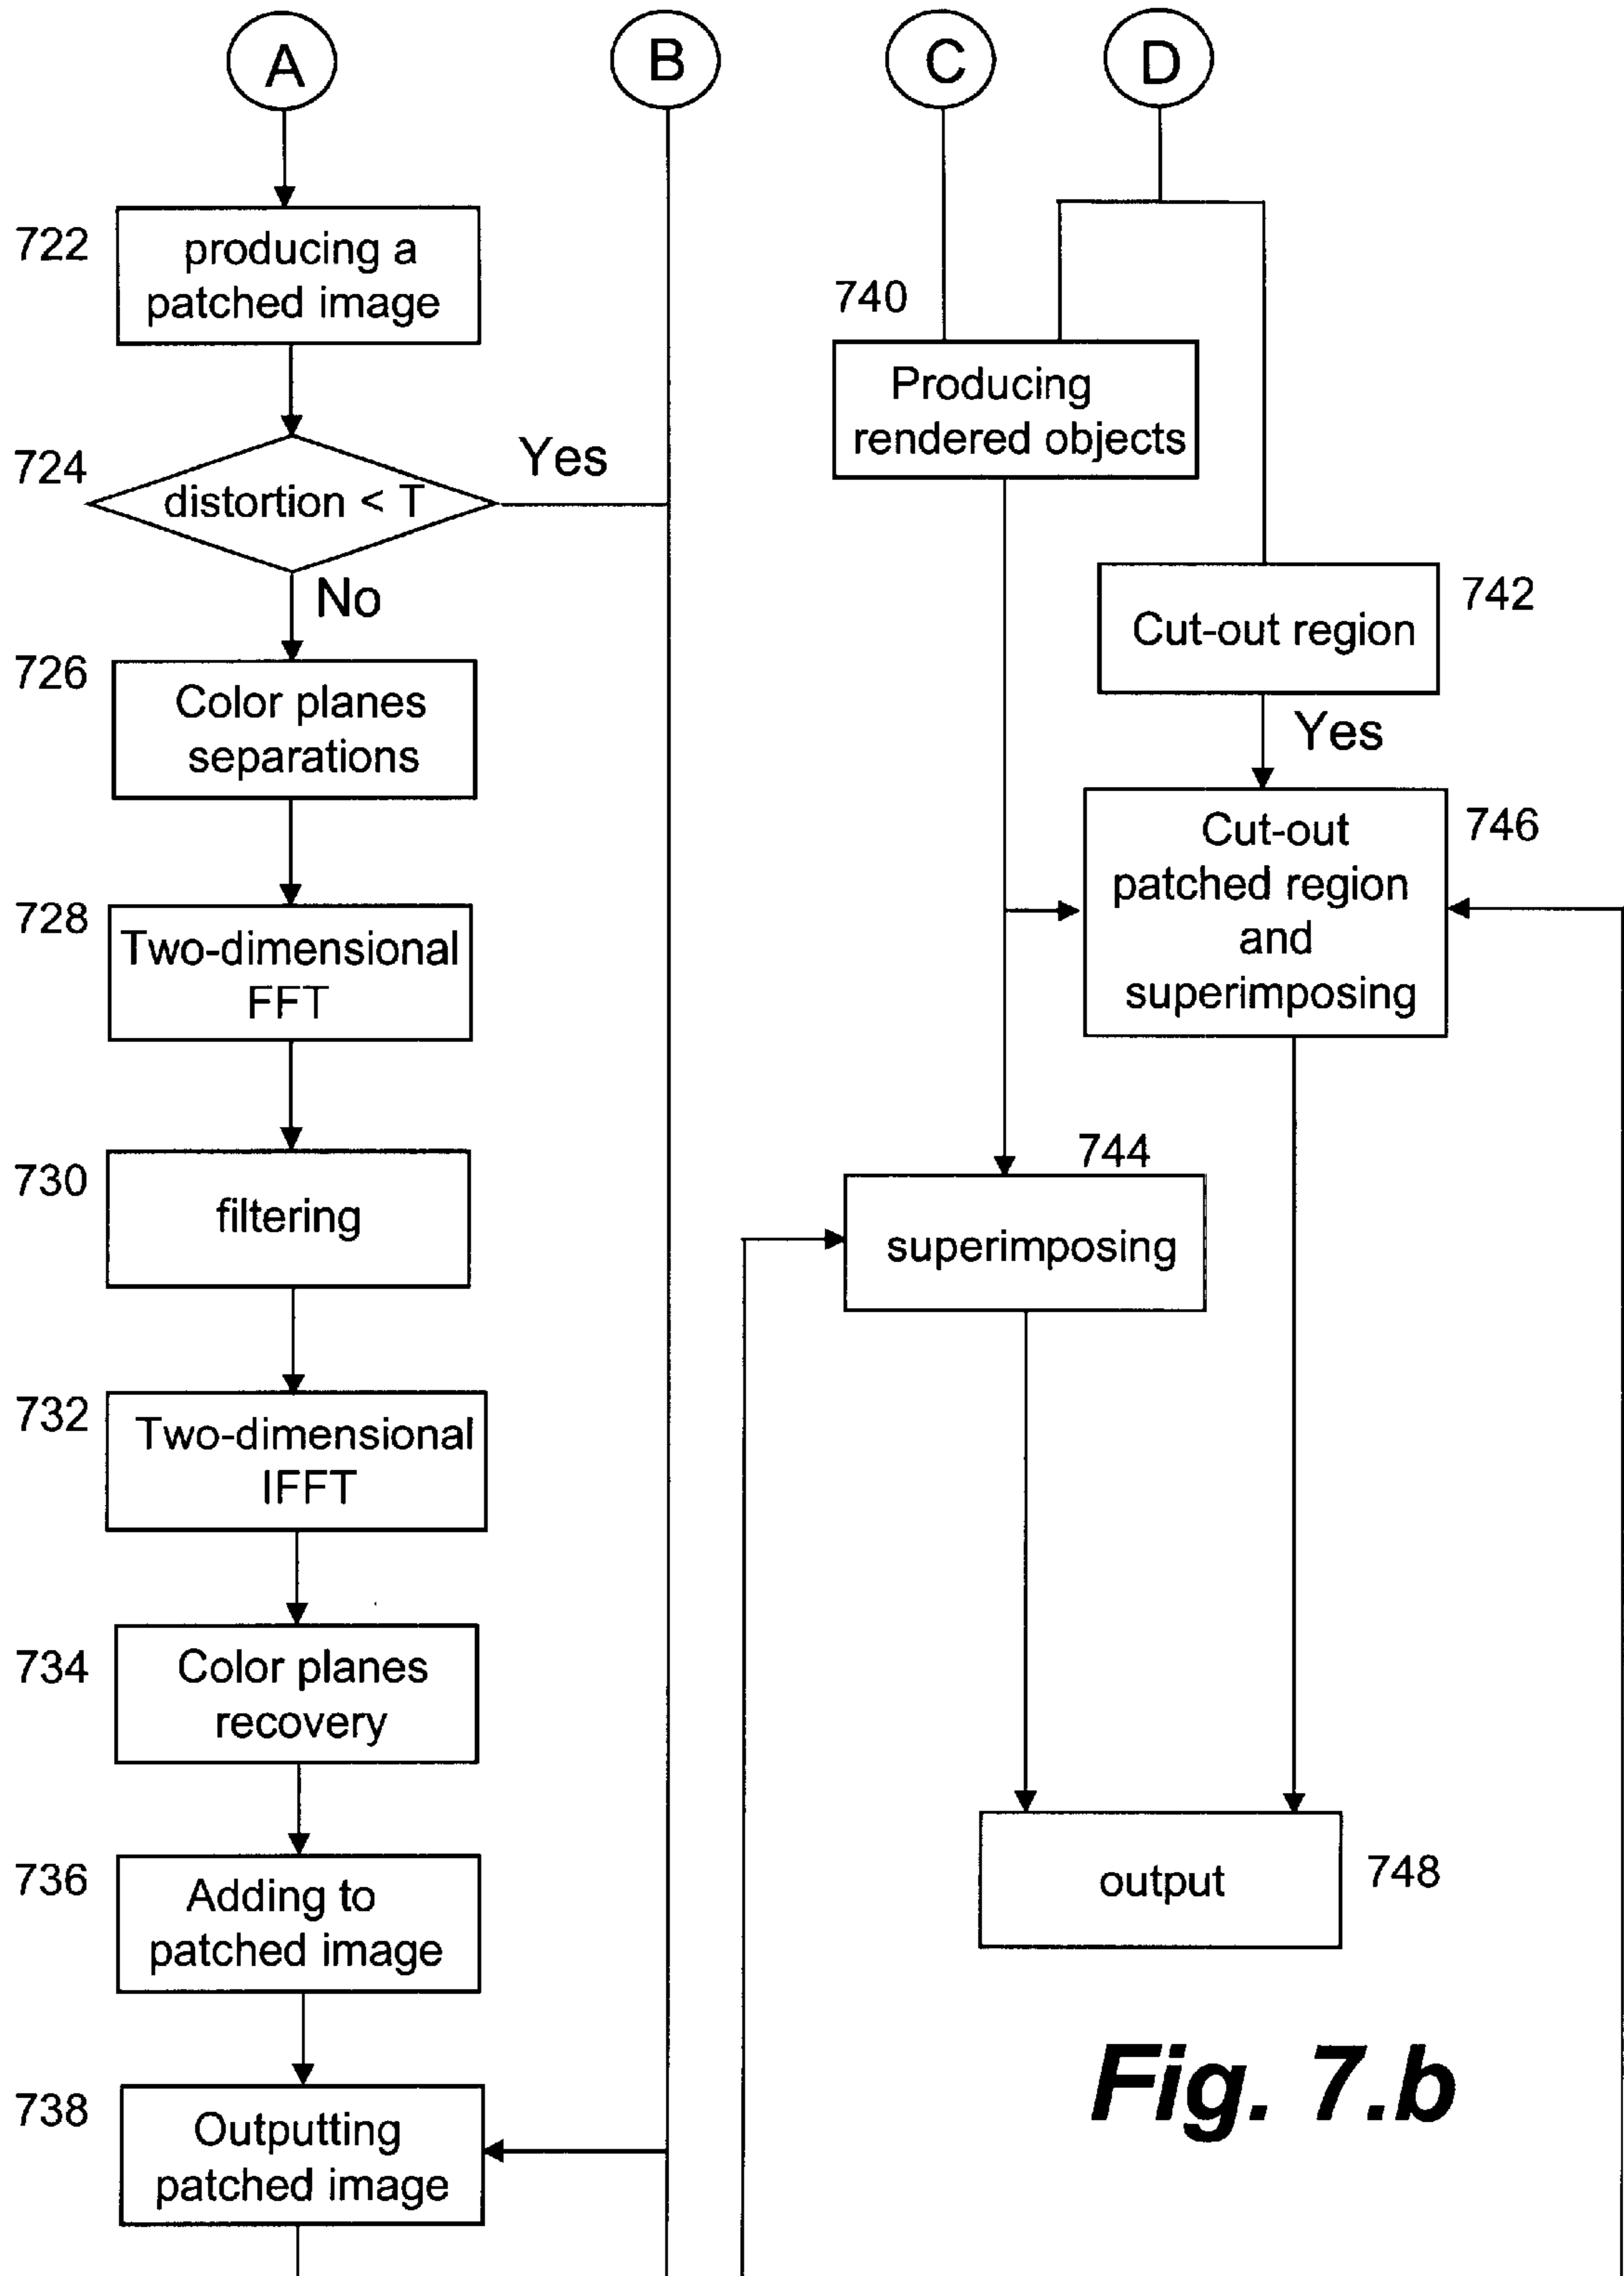 A
B
C
D
722
producing a
patched image
724
distortion < T
Yes
No
726
Color planes
separations
728
Two-dimensional
FFT
730
filtering
732
Two-dimensional
IFFT
734
Color planes
recovery
736
Adding to
patched image
738
Outputting
patched image
740
Producing
rendered objects
742
Cut-out region
Yes
746
Cut-out
patched region
and
superimposing
744
superimposing
output
748
Fig. 7.b